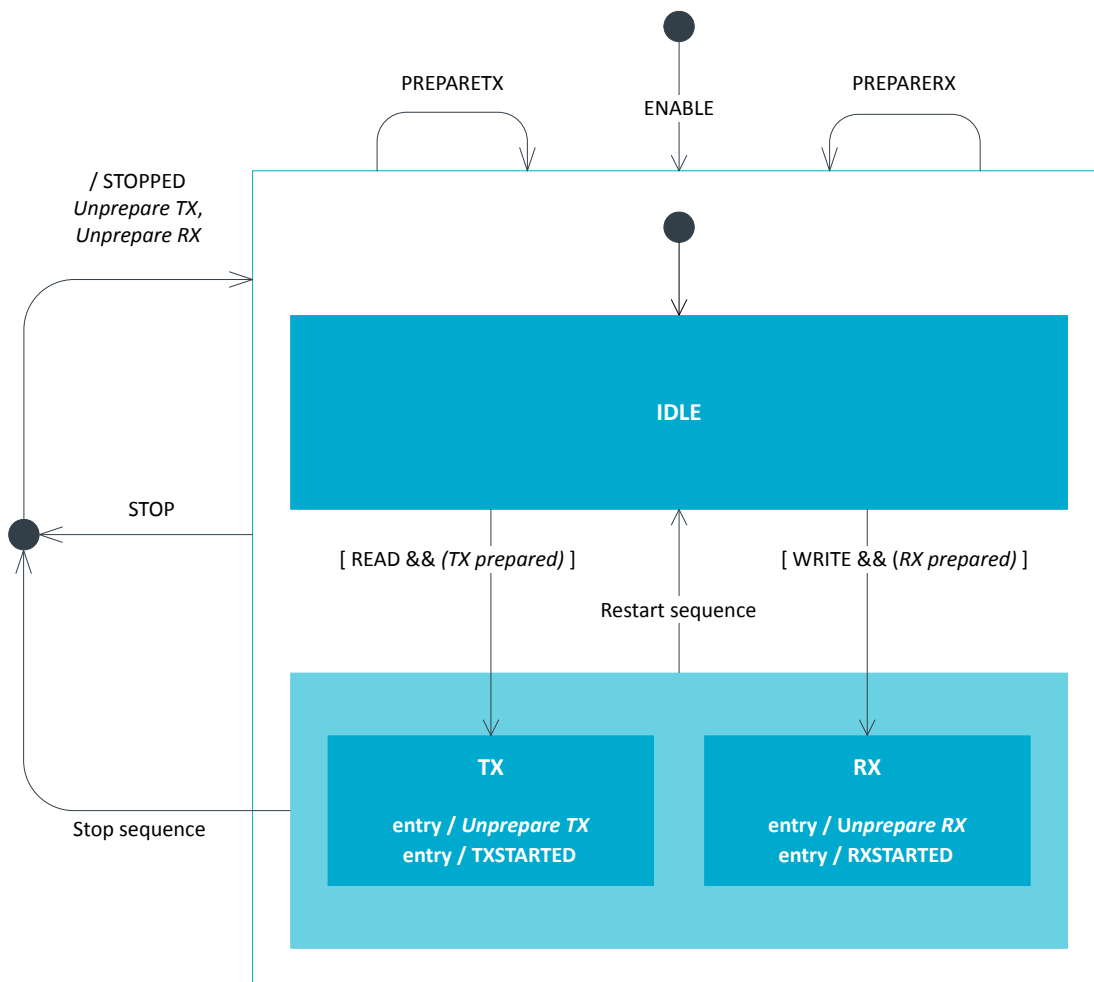 PREPARETX
PREPARERX
ENABLE
/ STOPPED
Unprepare TX,
Unprepare RX
IDLE
STOP
[ READ && (TX prepared) ]
[ WRITE && (RX prepared) ]
Restart sequence
TX
entry / Unprepare TX
entry / TXSTARTED
RX
entry / Unprepare RX
entry / RXSTARTED
Stop sequence